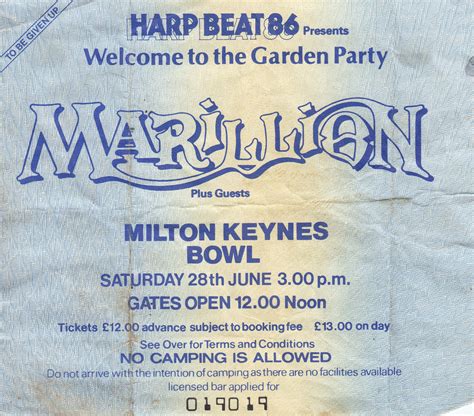 TO BE GIVEN UP
HARP BEAT 86 Presents
Welcome to the Garden Party
MARILLION
Plus Guests
MILTON KEYNES
BOWL
SATURDAY 28th JUNE 3.00 p.m.
GATES OPEN 12.00 Noon
Tickets £12.00 advance subject to booking fee £13.00 on day
See Over for Terms and Conditions
NO CAMPING IS ALLOWED
Do not arrive with the intention of camping as there are no facilities available
licensed bar applied for
019019